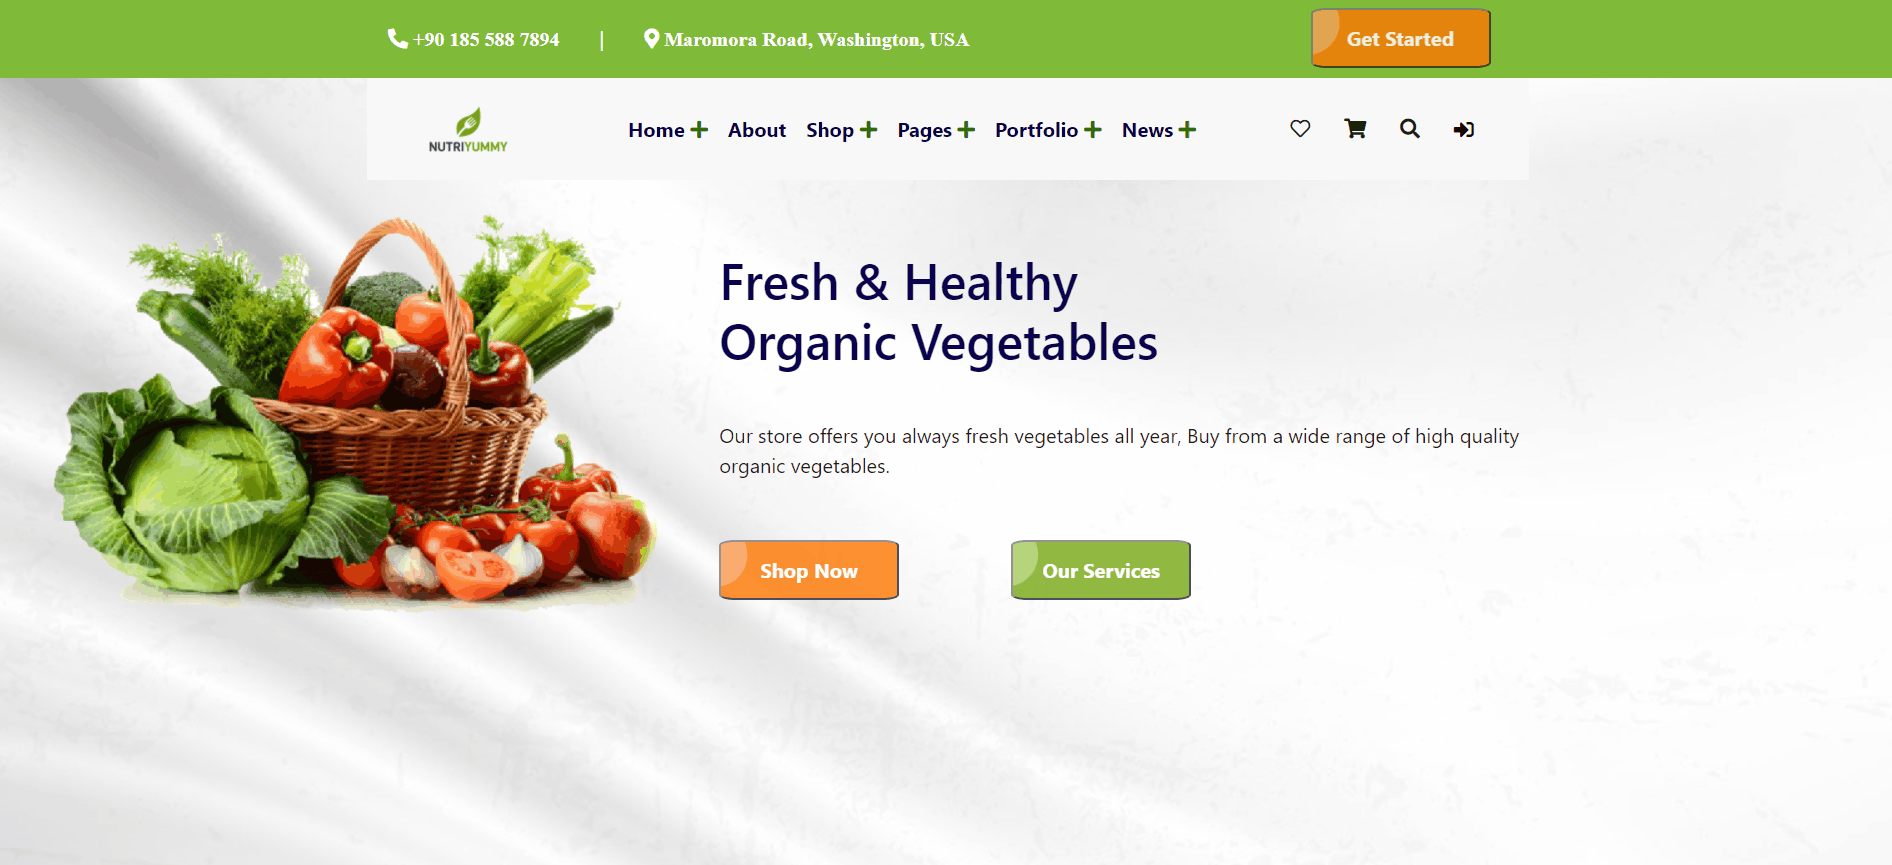 +90 185 588 7894 | Maromora Road, Washington, USA
Get Started
NUTRIYUMMY
Home + About Shop + Pages + Portfolio + News +
Fresh & Healthy
Organic Vegetables
Our store offers you always fresh vegetables all year, Buy from a wide range of high quality
organic vegetables.
Shop Now
Our Services